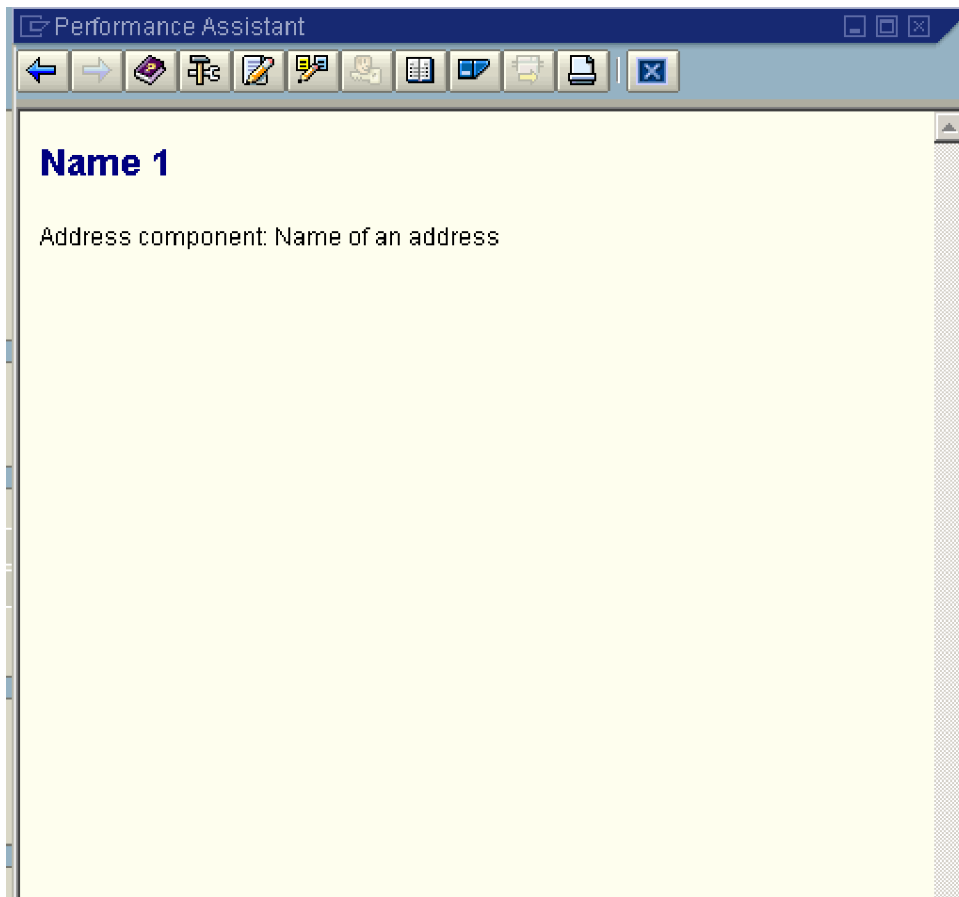 Performance Assistant
Name 1
Address component: Name of an address